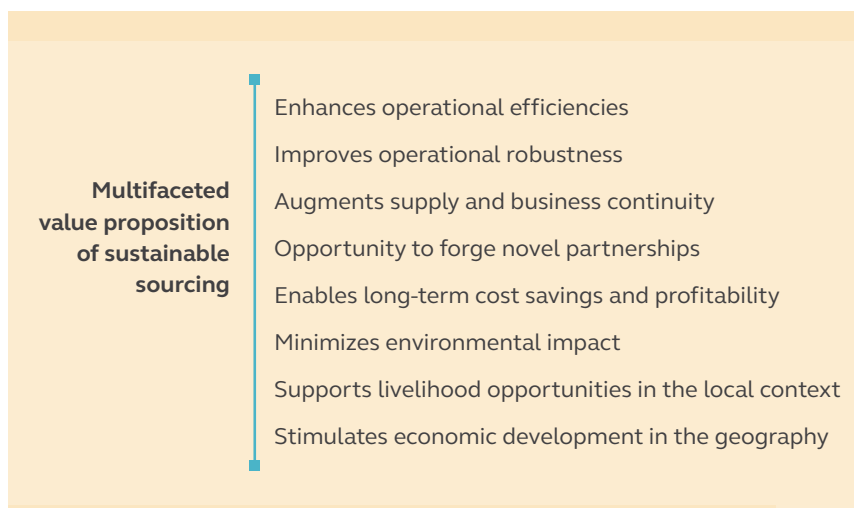 Multifaceted
value proposition
of sustainable
sourcing
Enhances operational efficiencies
Improves operational robustness
Augments supply and business continuity
Opportunity to forge novel partnerships
Enables long-term cost savings and profitability
Minimizes environmental impact
Supports livelihood opportunities in the local context
Stimulates economic development in the geography